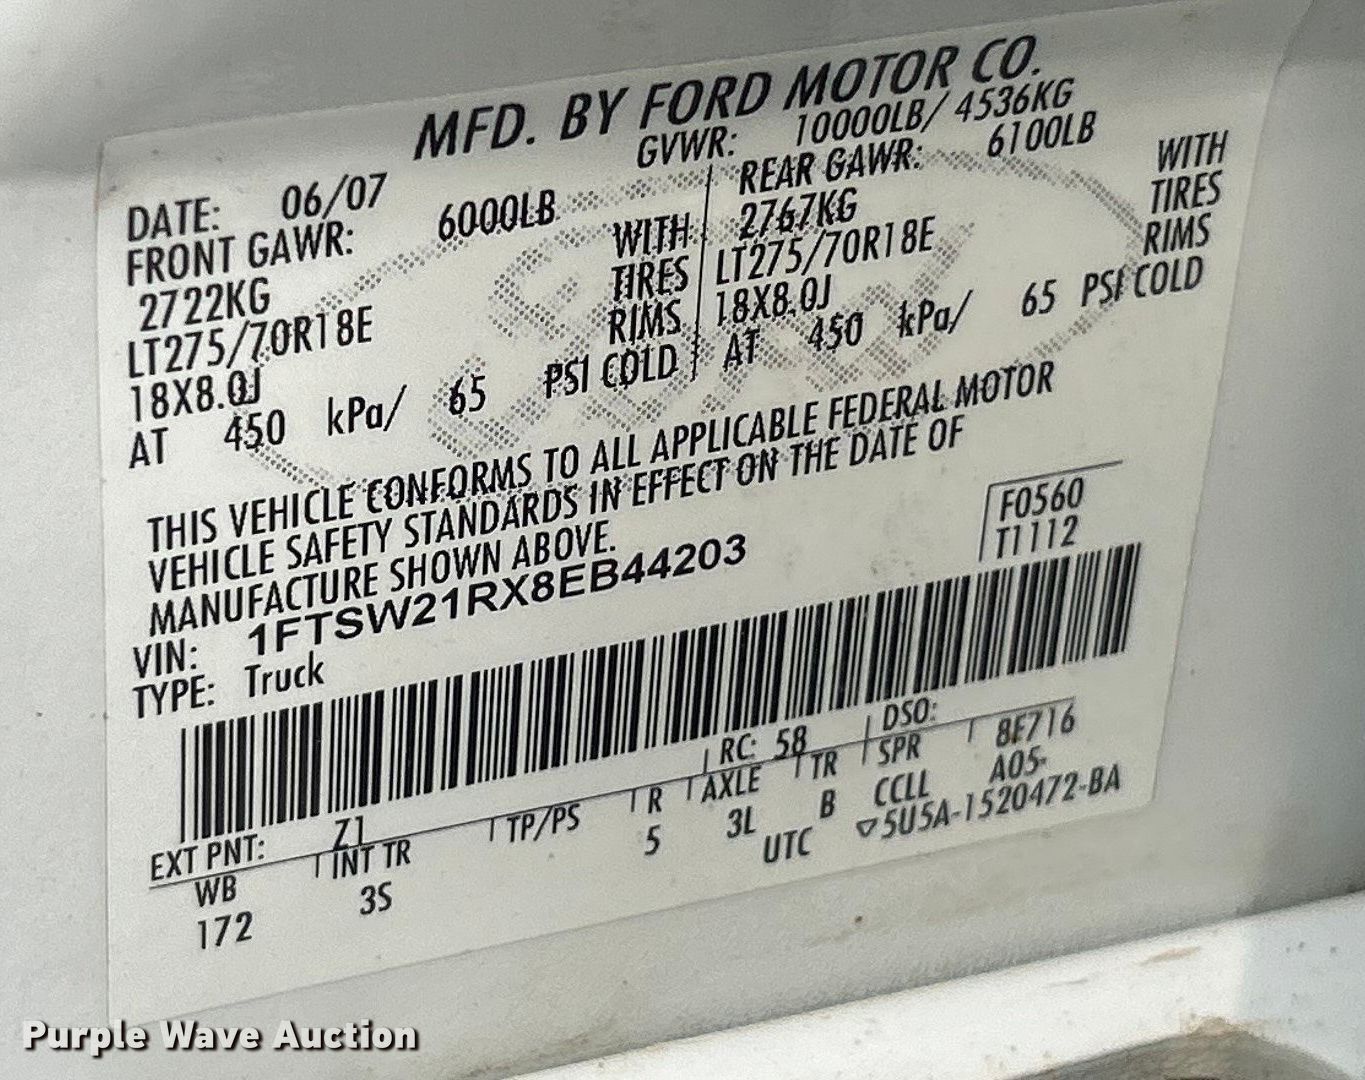 MFD. BY FORD MOTOR CO.
DATE: 06/07 GVWR: 10000LB/ 4536KG
FRONT GAWR: 6000LB REAR GAWR: 6100LB
2722KG WITH 2767KG WITH
LT275/70R18E TIRES LT275/70R18E TIRES
18X8.0J RIMS 18X8.0J RIMS
AT 450 kPa/ 65 PSI COLD AT 450 kPa/ 65 PSI COLD
THIS VEHICLE CONFORMS TO ALL APPLICABLE FEDERAL MOTOR
VEHICLE SAFETY STANDARDS IN EFFECT ON THE DATE OF
MANUFACTURE SHOWN ABOVE.
VIN: 1FTSW21RX8EB44203
TYPE: Truck
F0560
T1112
EXT PNT: Z1 RC: 58 DSO:
WB INT TR TP/PS R AXLE TR SPR 8F716
172 3S 5 3L B CCLL A05-
UTC ▽5U5A-1520472-BA
Purple Wave Auction